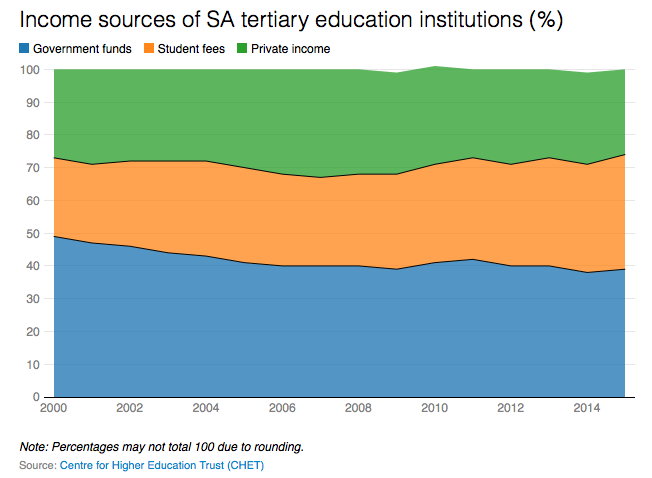 Income sources of SA tertiary education institutions (%)
Government funds Student fees Private income
100
90
80
70
60
50
40
30
20
10
0
2000 2002 2004 2006 2008 2010 2012 2014
Note: Percentages may not total 100 due to rounding.
Source: Centre for Higher Education Trust (CHET)